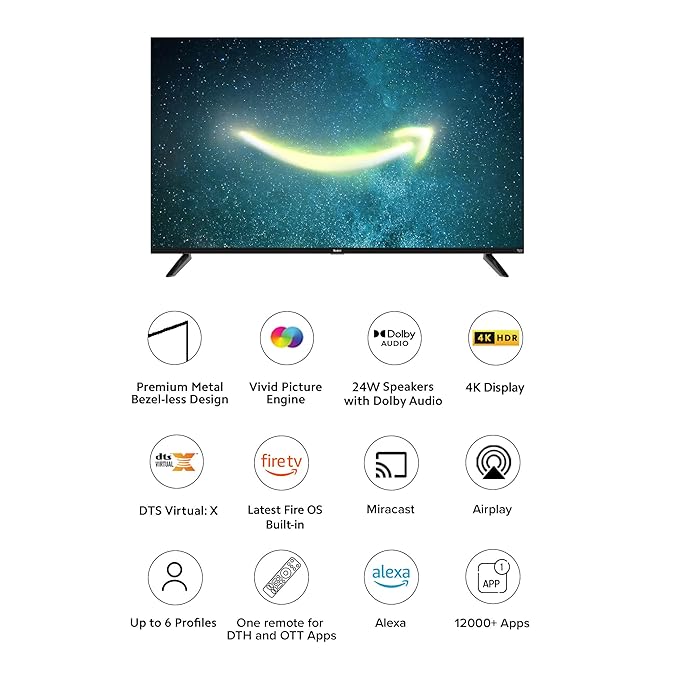 Dolby
AUDIO
4K HDR
Premium Metal
Bezel-less Design
Vivid Picture
Engine
24W Speakers
with Dolby Audio
4K Display
dts
VIRTUAL X
fire tv
DTS Virtual: X
Latest Fire OS
Built-in
Miracast
Airplay
alexa
1
APP
Up to 6 Profiles
One remote for
DTH and OTT Apps
Alexa
12000+ Apps